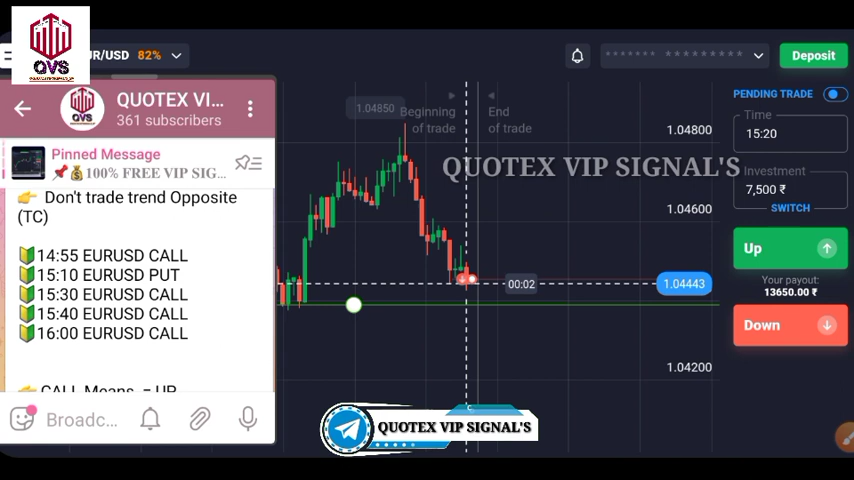 QVS
R/USD 82%
******* **********
Deposit
QUOTEX VI...
361 subscribers
Pinned Message
📌💰100% FREE VIP SIG...
👉 Don't trade trend Opposite
(TC)
🔰14:55 EURUSD CALL
🔰15:10 EURUSD PUT
🔰15:30 EURUSD CALL
🔰15:40 EURUSD CALL
🔰16:00 EURUSD CALL
👉 CALL Means = UP
Broadc...
1.04850
Beginning
of trade
End
of trade
QUOTEX VIP SIGNAL'S
00:02
1.04800
1.04600
1.04443
1.04200
PENDING TRADE
Time
15:20
Investment
7,500 ₹
SWITCH
Up
Your payout:
13650.00 ₹
Down
QUOTEX VIP SIGNAL'S